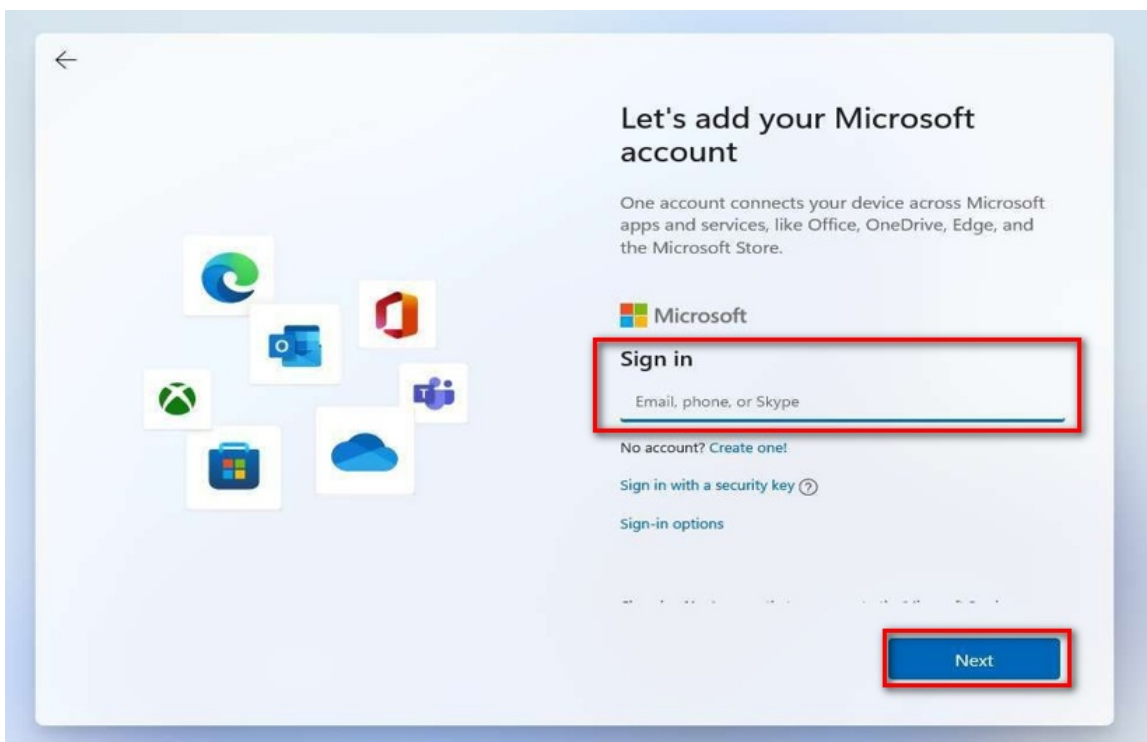 Let's add your Microsoft
account
One account connects your device across Microsoft
apps and services, like Office, OneDrive, Edge, and
the Microsoft Store.
Microsoft
Sign in
Email, phone, or Skype
No account? Create one!
Sign in with a security key
Sign-in options
Next